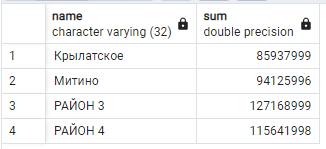 name sum
character varying (32) double precision
1 Крылатское 85937999
2 Митино 94125996
3 РАЙОН 3 127168999
4 РАЙОН 4 115641998